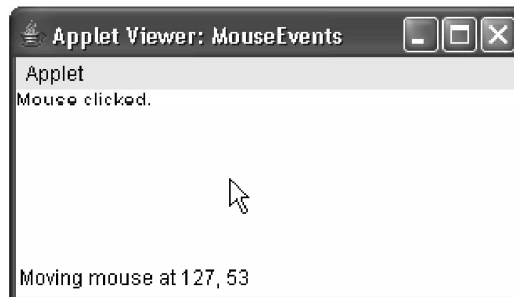 Applet Viewer: MouseEvents
Applet
Mouse clicked.
Moving mouse at 127, 53